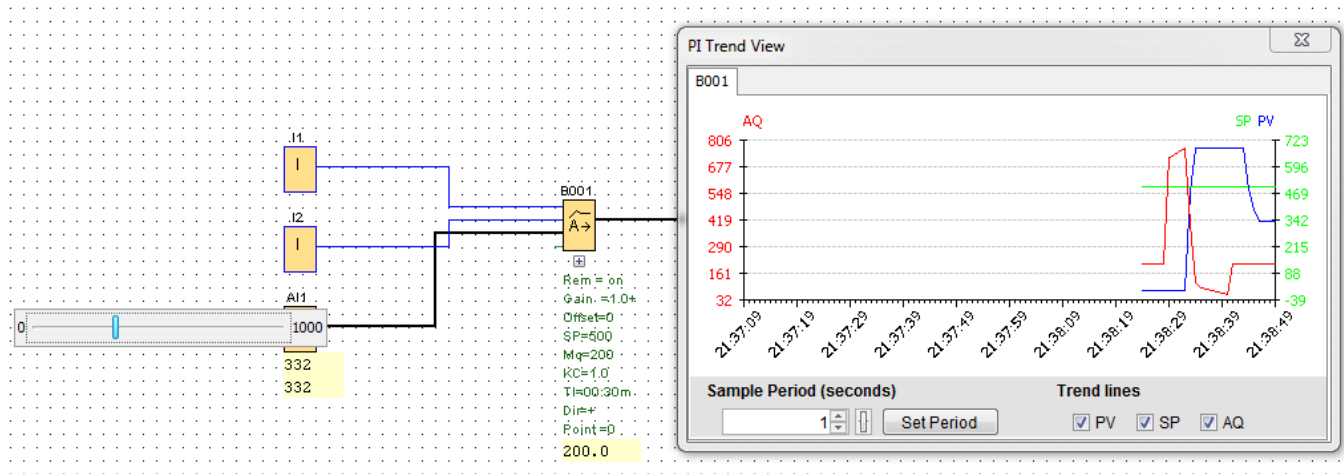 I1
I
I2
I
AI1
0
1000
332
332
B001
A→
Rem = on
Gain =1.0+
Offset=0
SP=500
Mq=200
KC=1.0
TI=00:30m
Dir=+
Point=0
200.0
PI Trend View
B001
AQ
SP PV
806
677
548
419
290
161
32
723
596
469
342
215
88
-39
21:37:09
21:37:19
21:37:29
21:37:39
21:37:49
21:37:59
21:38:09
21:38:19
21:38:29
21:38:39
21:38:49
Sample Period (seconds)
Trend lines
1
Set Period
PV
SP
AQ